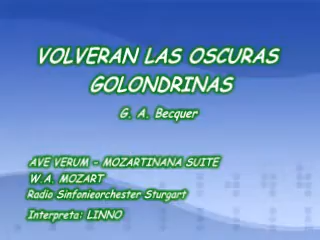 VOLVERAN LAS OSCURAS
GOLONDRINAS
G. A. Becquer
AVE VERUM - MOZARTINANA SUITE
W.A. MOZART
Radio Sinfonieorchester Sturgart
Interpreta: LINNO